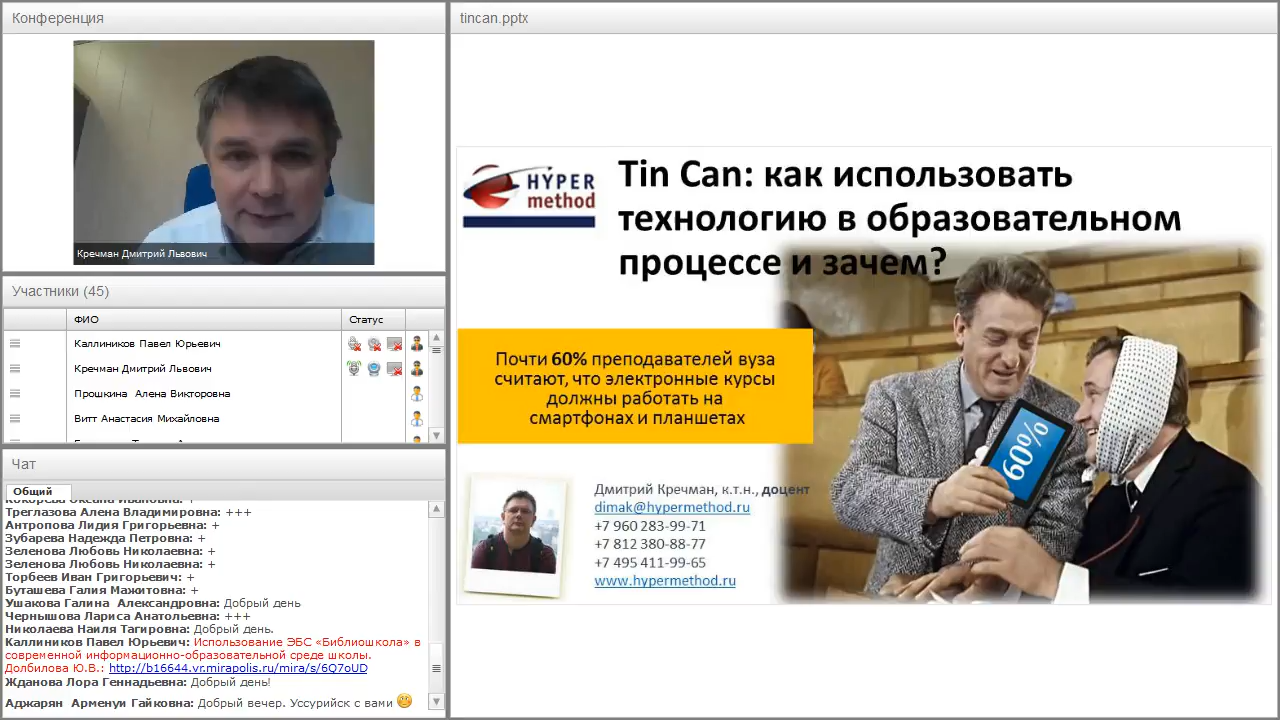 Конференция
Кречман Дмитрий Львович
Участники (45)
ФИО Статус
Каллиников Павел Юрьевич
Кречман Дмитрий Львович
Прошкина Алена Викторовна
Витт Анастасия Михайловна
Чат
Общий
Треглазова Алена Владимировна: +++
Антропова Лидия Григорьевна: +
Зубарева Надежда Петровна: +
Зеленова Любовь Николаевна: +
Зеленова Любовь Николаевна: +
Торбеев Иван Григорьевич: +
Буташева Галия Мажитовна: +
Ушакова Галина Александровна: Добрый день
Чернышова Лариса Анатольевна: +++
Николаева Наиля Тагировна: Добрый день.
Каллиников Павел Юрьевич: Использование ЭБС «Библиошкола» в
современной информационно-образовательной среде школы.
Долбилова Ю.В.: http://b16644.vr.mirapolis.ru/mira/s/6Q7oUD
Жданова Лора Геннадьевна: Добрый день!
Аджарян Арменуи Гайковна: Добрый вечер. Уссурийск с вами
tincan.pptx
HYPER
method
Tin Can: как использовать
технологию в образовательном
процессе и зачем?
Почти 60% преподавателей вуза
считают, что электронные курсы
должны работать на
смартфонах и планшетах
60%
Дмитрий Кречман, к.т.н., доцент
dimak@hypermethod.ru
+7 960 283-99-71
+7 812 380-88-77
+7 495 411-99-65
www.hypermethod.ru